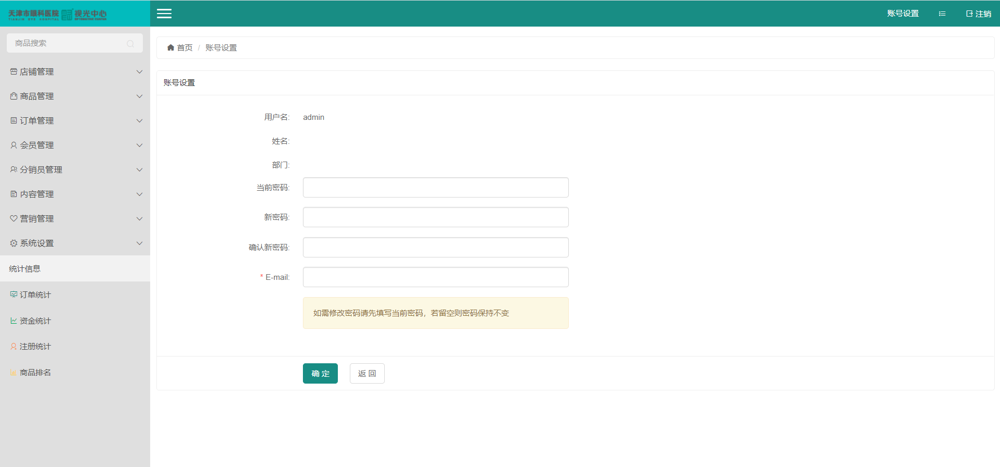 天津市眼科医院 视光中心
TIANJIN EYE HOSPITAL OPTOMETRIC CENTER
账号设置
注销
商品搜索
店铺管理
商品管理
订单管理
会员管理
分销员管理
内容管理
营销管理
系统设置
统计信息
订单统计
资金统计
注册统计
商品排名
首页 / 账号设置
账号设置
用户名: admin
姓名:
部门:
当前密码:
新密码:
确认新密码:
* E-mail:
如需修改密码请先填写当前密码，若留空则密码保持不变
确 定
返 回